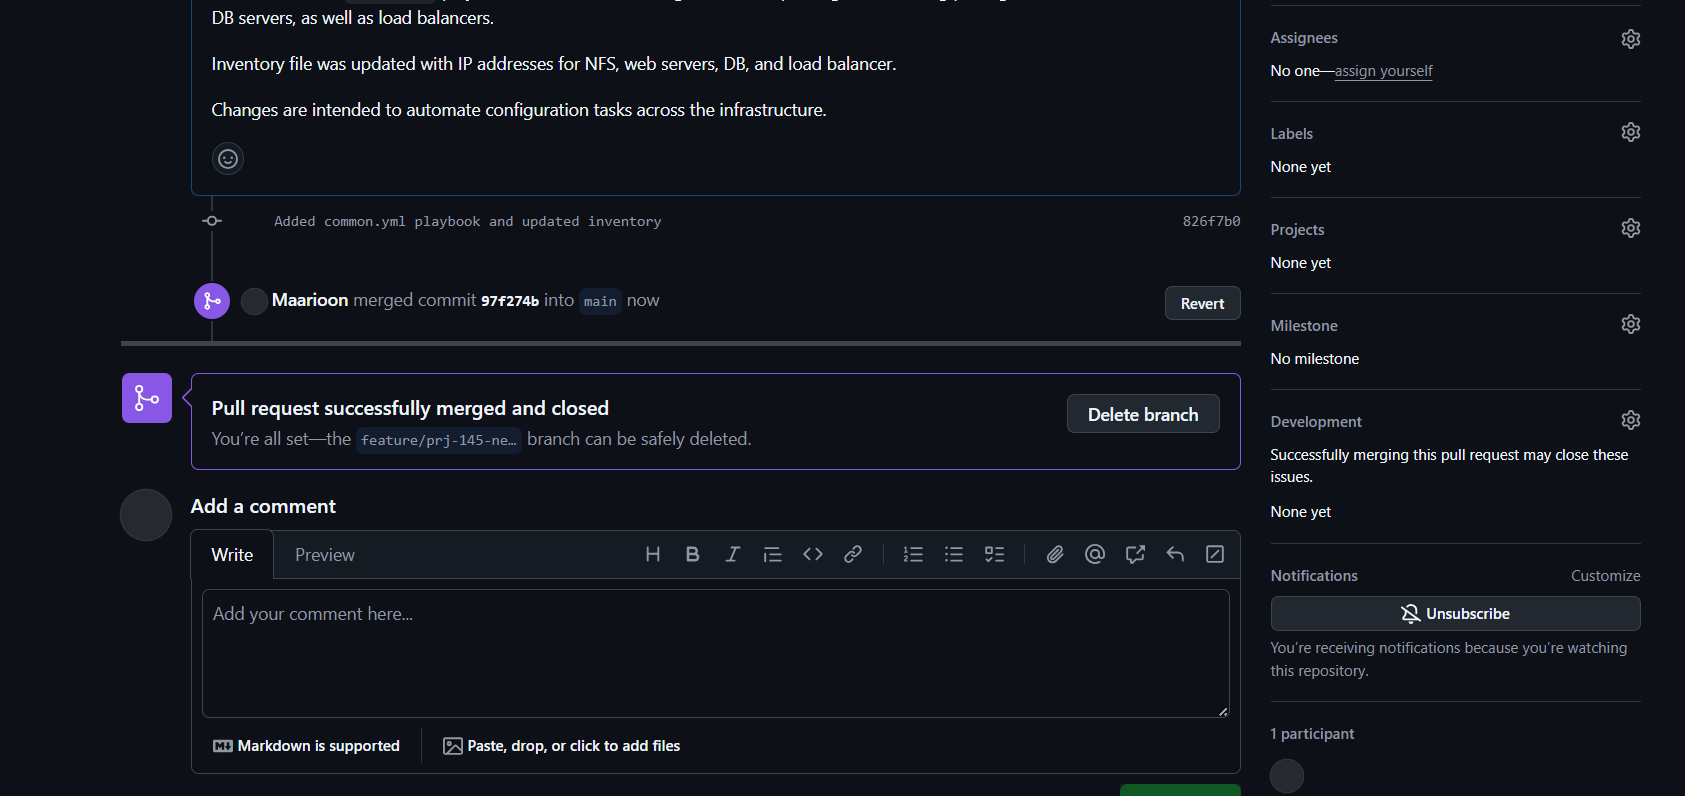 DB servers, as well as load balancers.
Inventory file was updated with IP addresses for NFS, web servers, DB, and load balancer.
Changes are intended to automate configuration tasks across the infrastructure.
Added common.yml playbook and updated inventory 826f7b0
Maarioon merged commit 97f274b into main now
Revert
Pull request successfully merged and closed
You’re all set—the feature/prj-145-ne… branch can be safely deleted.
Delete branch
Add a comment
Write Preview
Add your comment here...
Markdown is supported
Paste, drop, or click to add files
Assignees
No one—assign yourself
Labels
None yet
Projects
None yet
Milestone
No milestone
Development
Successfully merging this pull request may close these
issues.
None yet
Notifications Customize
Unsubscribe
You’re receiving notifications because you’re watching
this repository.
1 participant